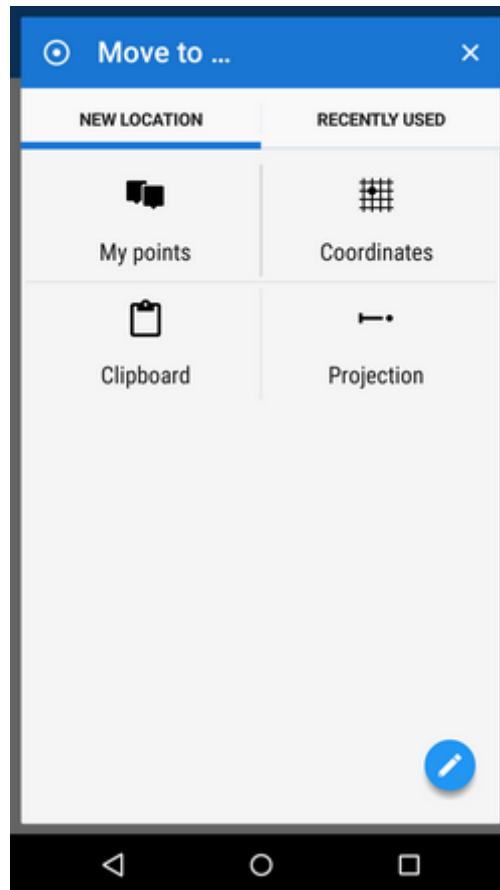 Move to ...
NEW LOCATION
RECENTLY USED
My points
Coordinates
Clipboard
Projection